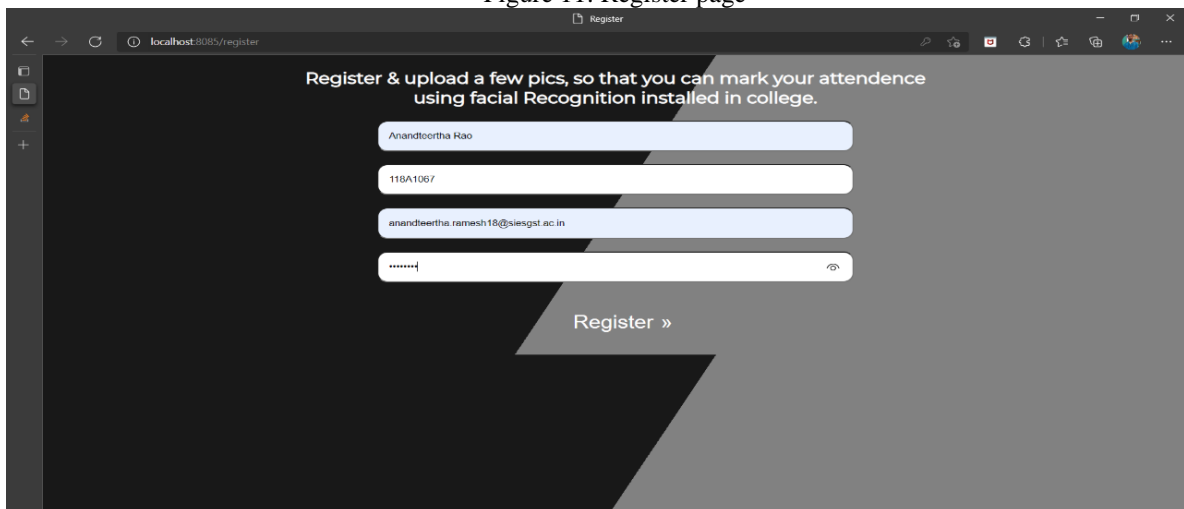 Figure 11: Register page
Register
localhost:8085/register
Register & upload a few pics, so that you can mark your attendence
using facial Recognition installed in college.
Anandteertha Rao
118A1067
anandteertha.ramesh18@siesgst.ac.in
••••••••
Register »